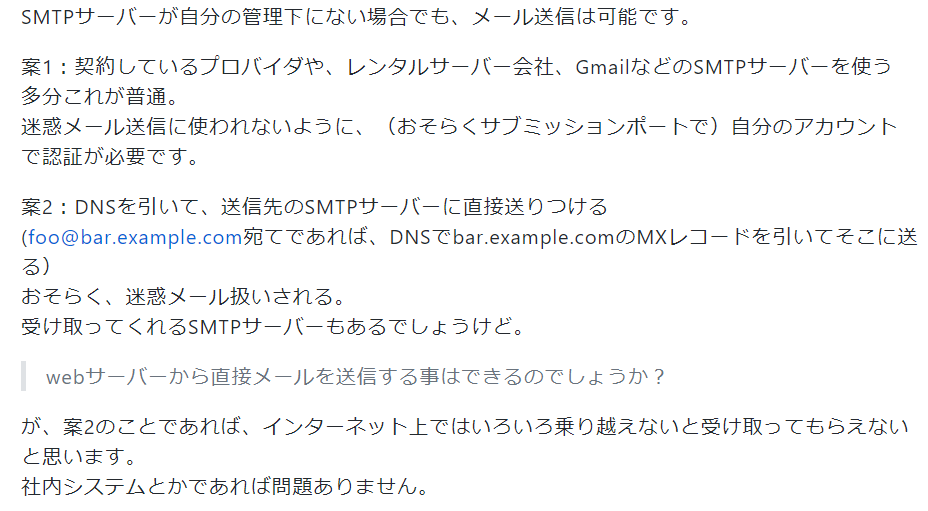 SMTPサーバーが自分の管理下にない場合でも、メール送信は可能です。
案1：契約しているプロバイダや、レンタルサーバー会社、GmailなどのSMTPサーバーを使う
多分これが普通。
迷惑メール送信に使われないように、（おそらくサブミッションポートで）自分のアカウント
で認証が必要です。
案2：DNSを引いて、送信先のSMTPサーバーに直接送りつける
(foo@bar.example.com宛てであれば、DNSでbar.example.comのMXレコードを引いてそこに送
る）
おそらく、迷惑メール扱いされる。
受け取ってくれるSMTPサーバーもあるでしょうけど。
webサーバーから直接メールを送信する事はできるのでしょうか？
が、案2のことであれば、インターネット上ではいろいろ乗り越えないと受け取ってもらえない
と思います。
社内システムとかであれば問題ありません。